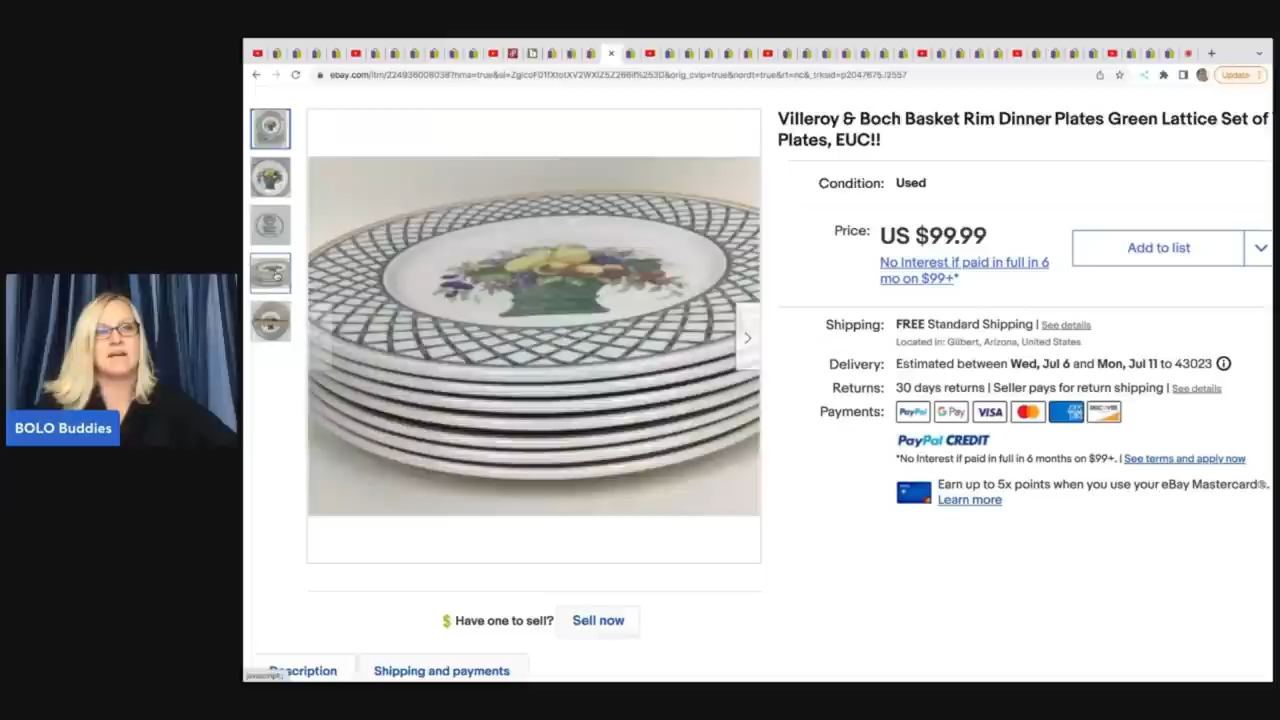 Villeroy & Boch Basket Rim Dinner Plates Green Lattice Set of
Plates, EUC!!
Condition: Used
Price: US $99.99
No Interest if paid in full in 6
mo on $99+*
Add to list
Shipping: FREE Standard Shipping | See details
Located in: Gilbert, Arizona, United States
Delivery: Estimated between Wed, Jul 6 and Mon, Jul 11 to 43023
Returns: 30 days returns | Seller pays for return shipping | See details
Payments: PayPal G Pay VISA
PayPal CREDIT
*No Interest if paid in full in 6 months on $99+. | See terms and apply now
Earn up to 5x points when you use your eBay Mastercard®.
Learn more
$ Have one to sell? Sell now
Description
Shipping and payments
BOLO Buddies
Update